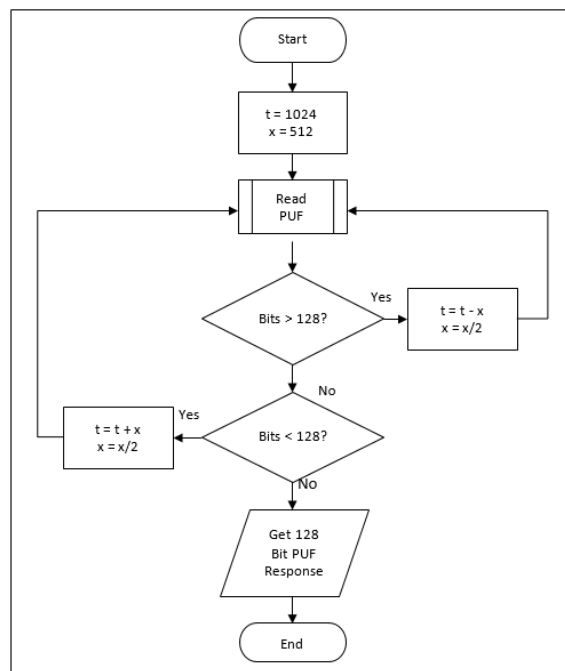 Start
t = 1024
x = 512
Read
PUF
Bits > 128?
Yes
t = t - x
x = x/2
No
Bits < 128?
Yes
t = t + x
x = x/2
No
Get 128
Bit PUF
Response
End